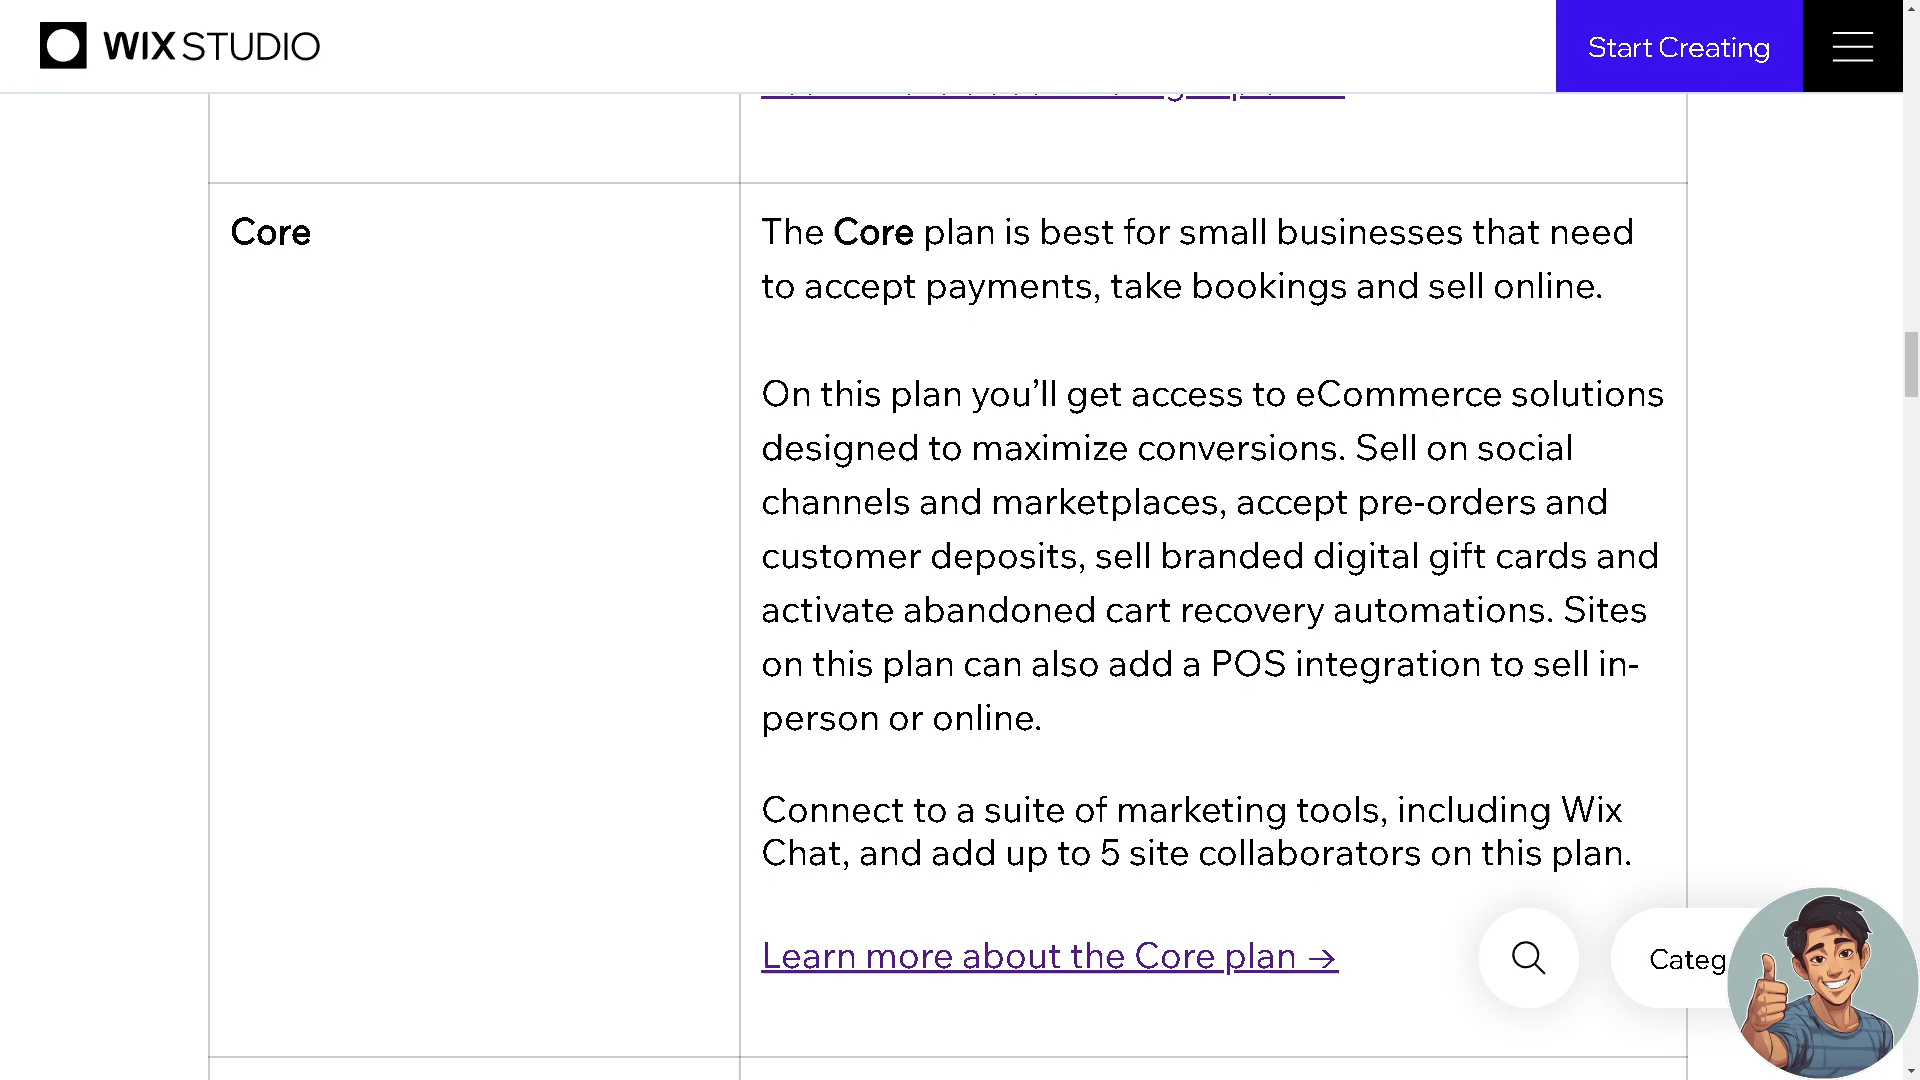 WIX STUDIO
Start Creating
Core
The Core plan is best for small businesses that need
to accept payments, take bookings and sell online.
On this plan you’ll get access to eCommerce solutions
designed to maximize conversions. Sell on social
channels and marketplaces, accept pre-orders and
customer deposits, sell branded digital gift cards and
activate abandoned cart recovery automations. Sites
on this plan can also add a POS integration to sell in-
person or online.
Connect to a suite of marketing tools, including Wix
Chat, and add up to 5 site collaborators on this plan.
Learn more about the Core plan →
Categ